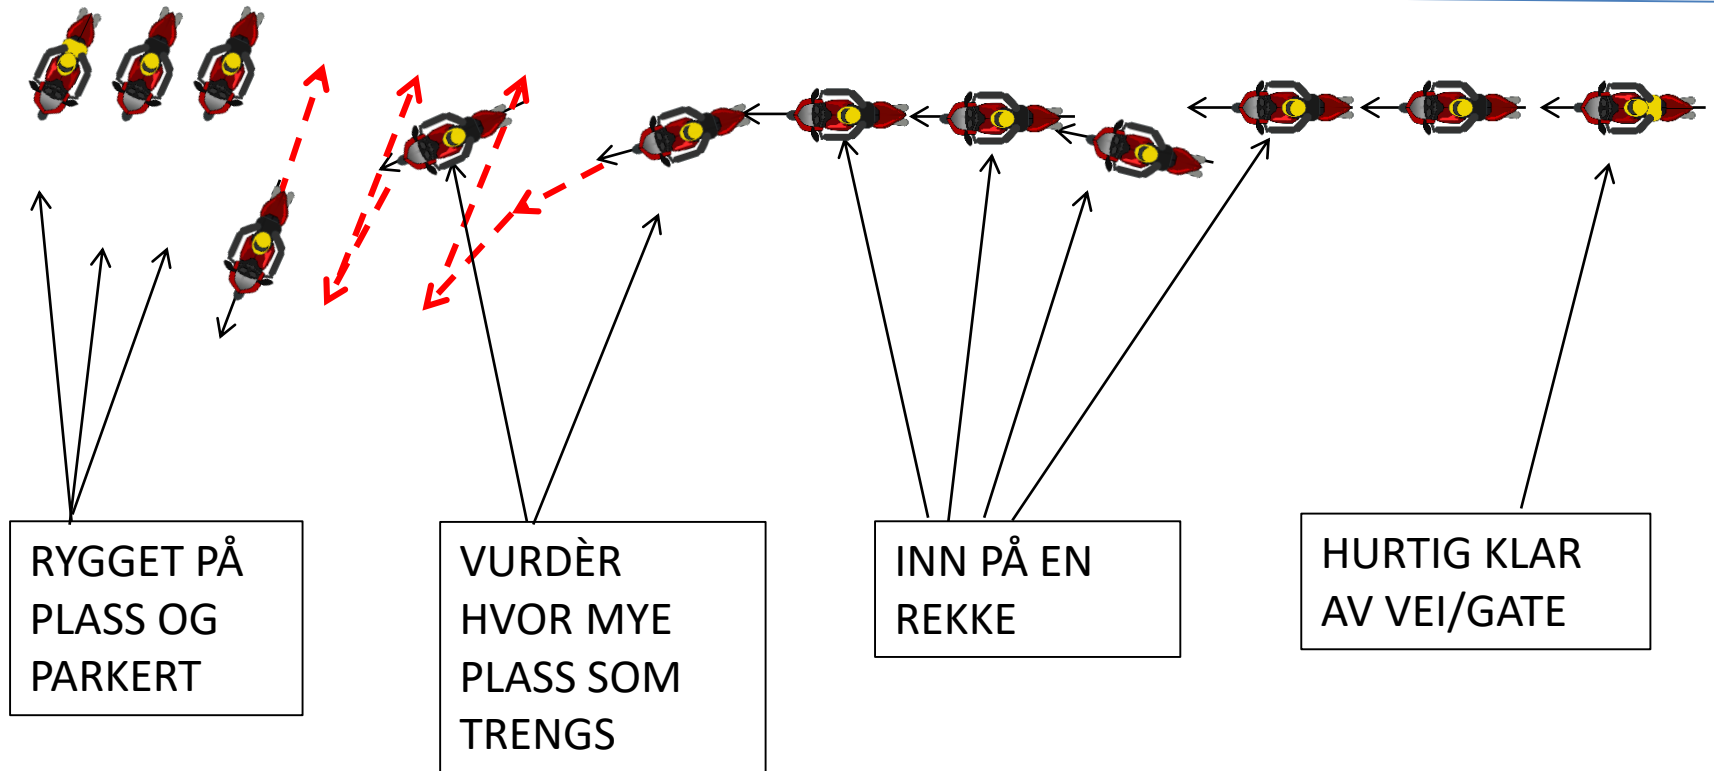 RYGGET PÅ
PLASS OG
PARKERT
VURDÈR
HVOR MYE
PLASS SOM
TRENGS
INN PÅ EN
REKKE
HURTIG KLAR
AV VEI/GATE